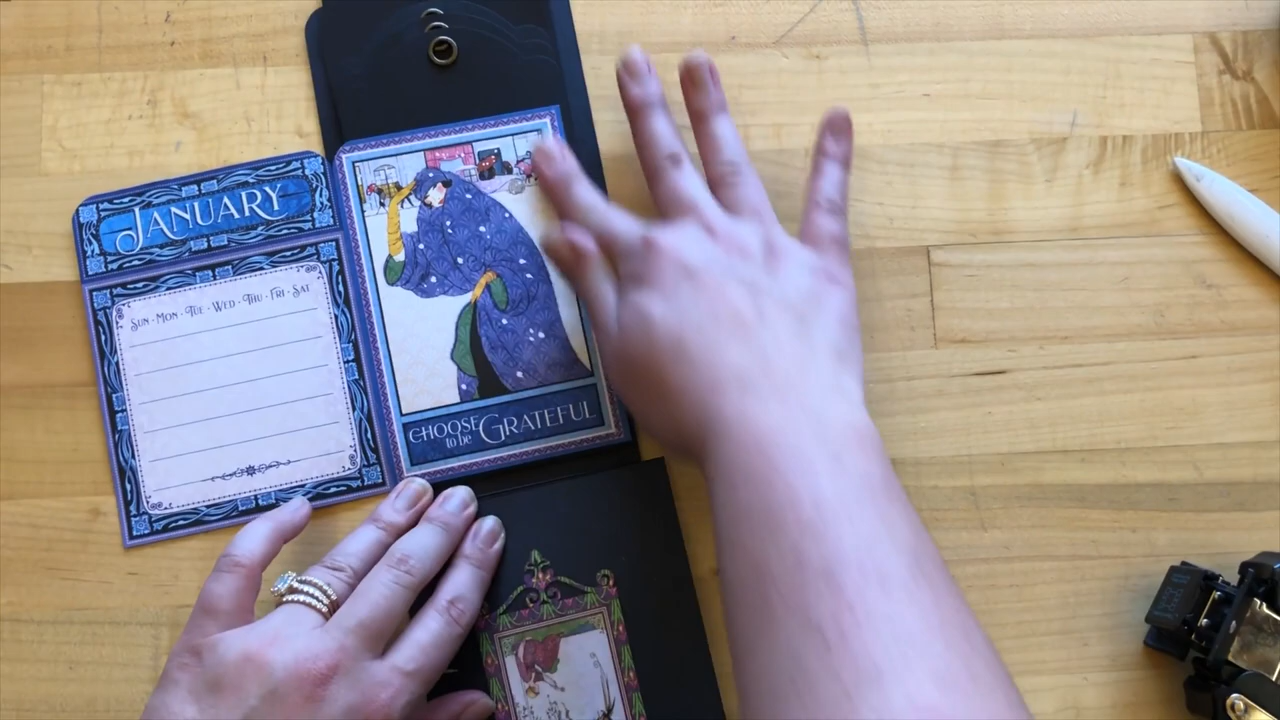 JANUARY
SUN · MON · TUE · WED · THU · FRI · SAT
CHOOSE
to be GRATEFUL